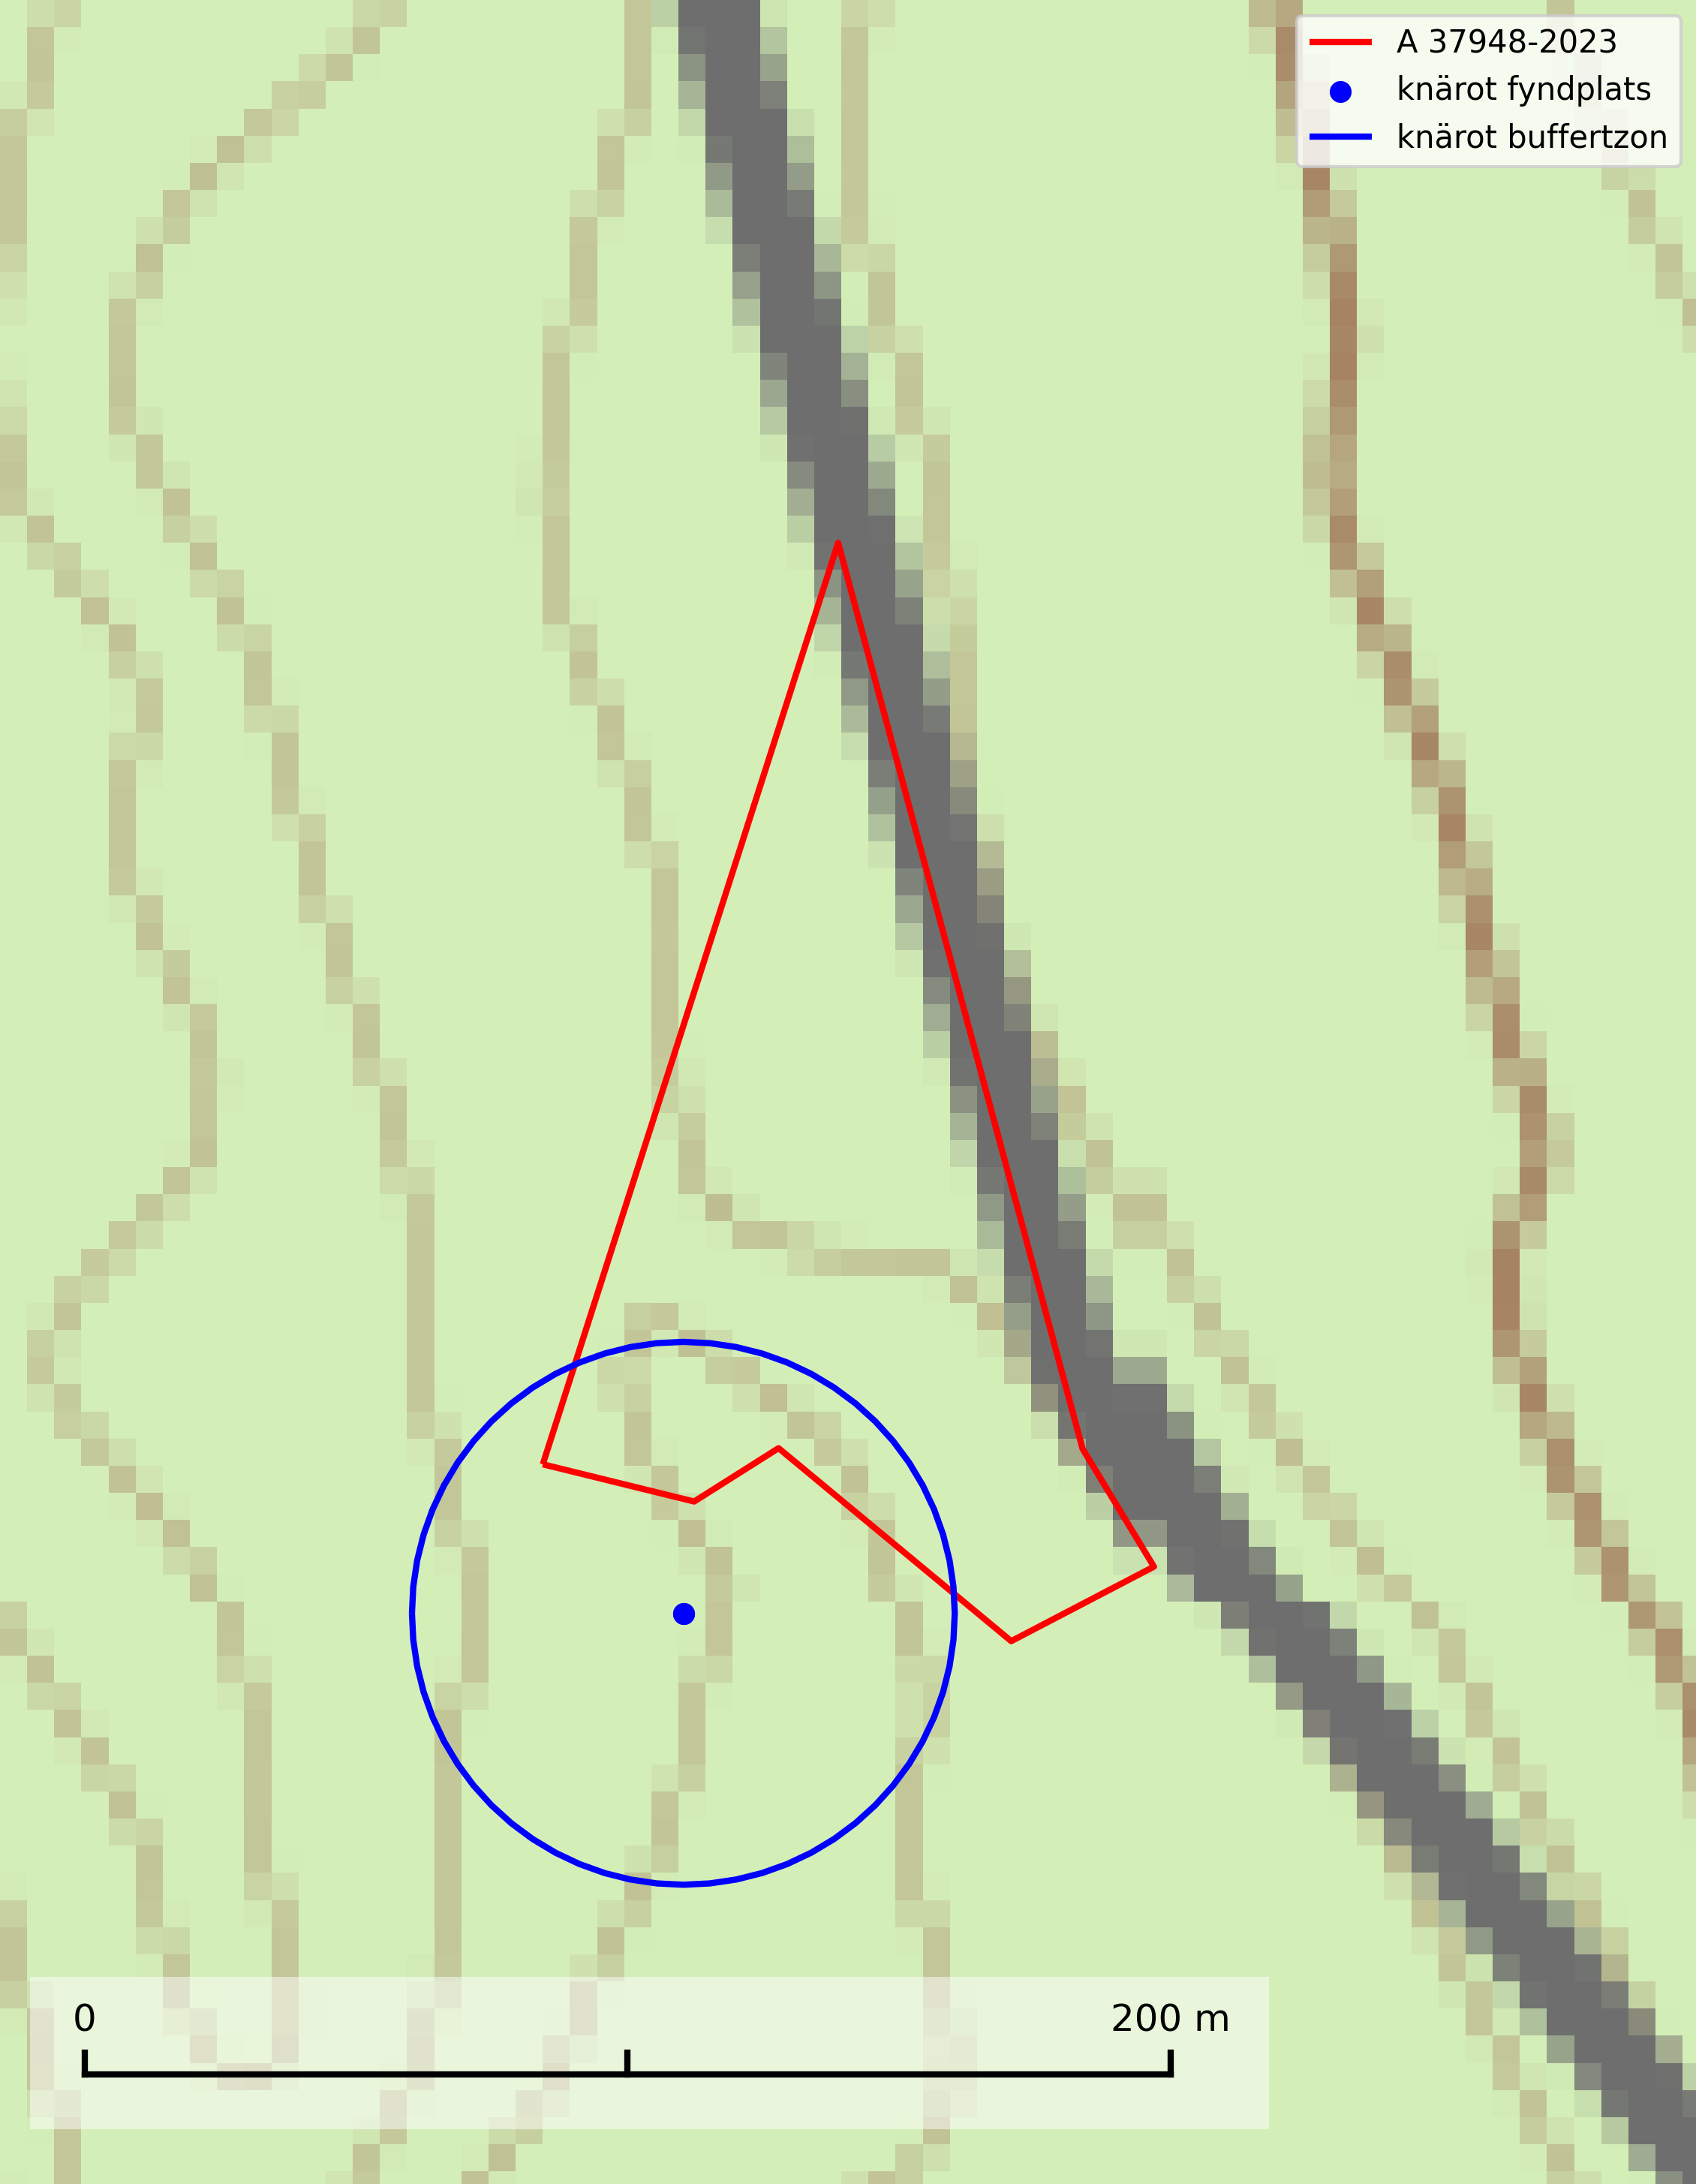 A 37948-2023
knärot fyndplats
knärot buffertzon
0
200 m